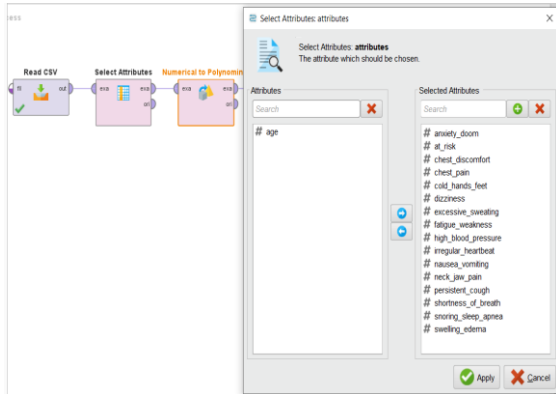 ess
Read CSV
Select Attributes
Numerical to Polynomin
fil
out
exa
exa
ori
exa
exa
ori
Select Attributes: attributes
Select Attributes: attributes
The attribute which should be chosen.
Attributes
Search
# age
Selected Attributes
Search
# anxiety_doom
# at_risk
# chest_discomfort
# chest_pain
# cold_hands_feet
# dizziness
# excessive_sweating
# fatigue_weakness
# high_blood_pressure
# irregular_heartbeat
# nausea_vomiting
# neck_jaw_pain
# persistent_cough
# shortness_of_breath
# snoring_sleep_apnea
# swelling_edema
Apply
Cancel